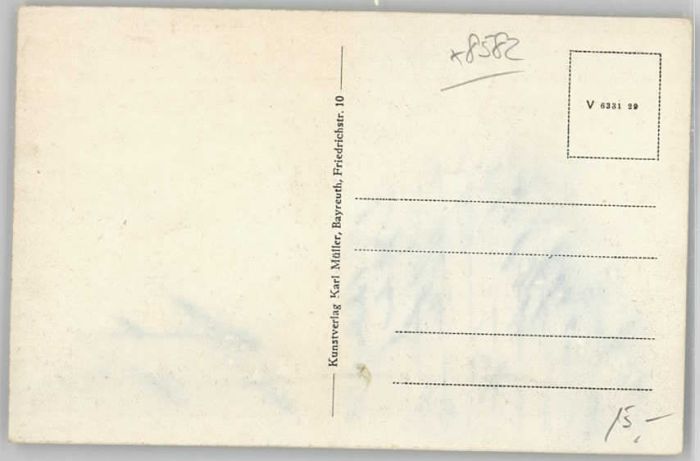 *8582
V 6331 29
Kunstverlag Karl Müller, Bayreuth, Friedrichstr. 10
15,-